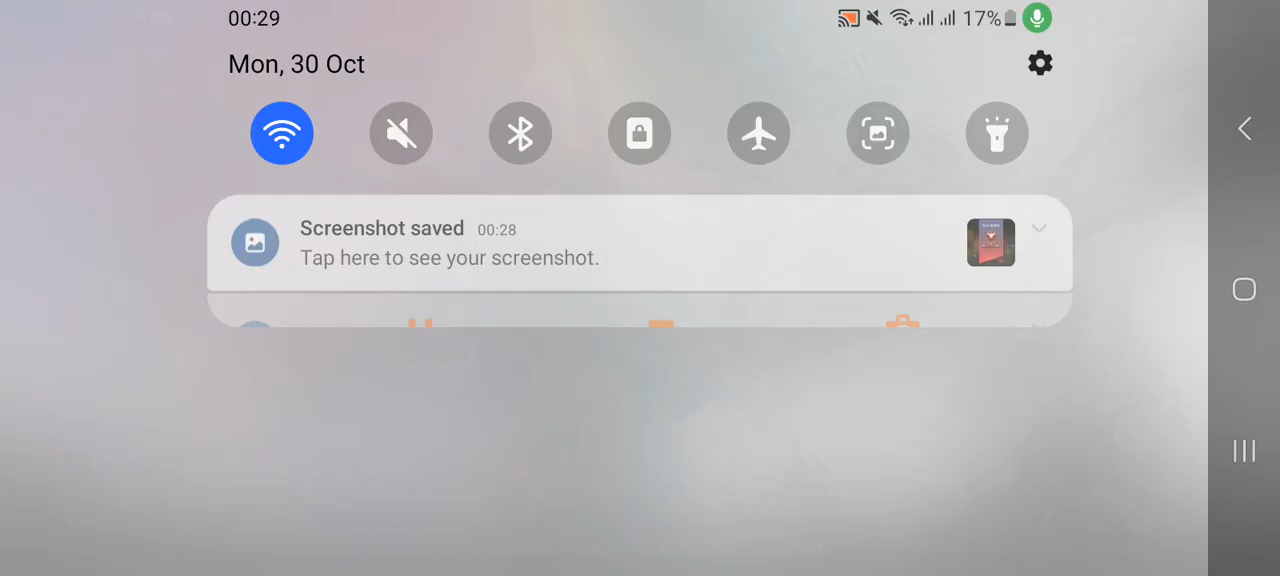 00:29
17%
Mon, 30 Oct
Screenshot saved 00:28
Tap here to see your screenshot.